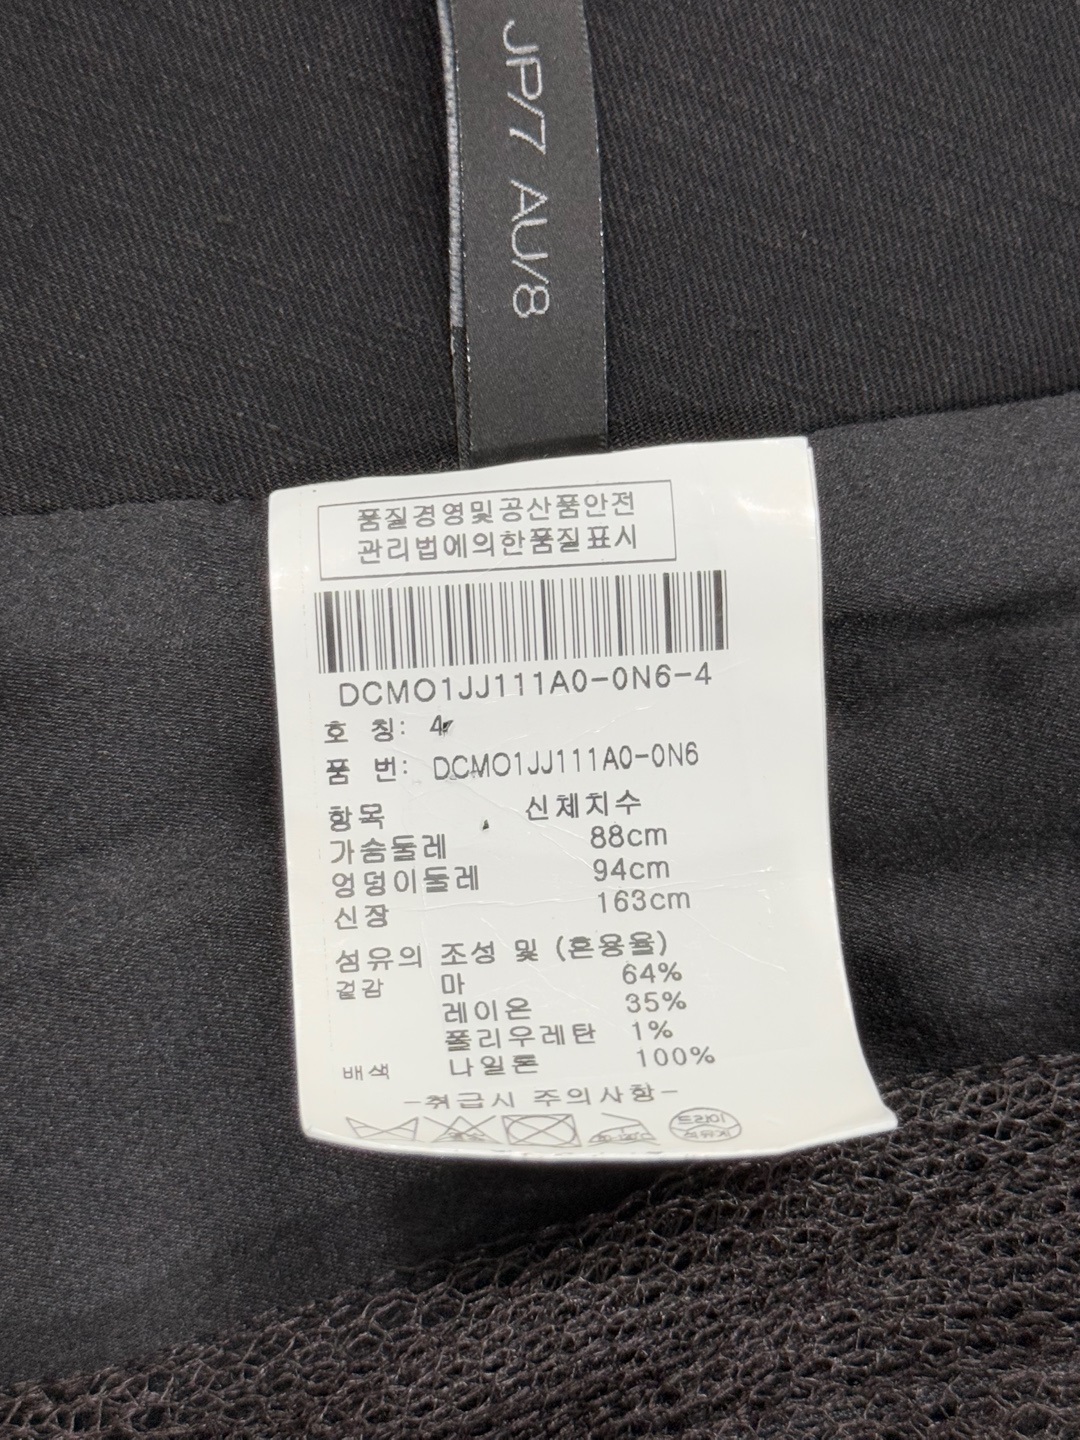 JP/7 AU/8
품질경영및공산품안전
관리법에의한품질표시
DCMO1JJ111A0-0N6-4
호 칭: 4
품 번: DCMO1JJ111A0-0N6
항목 신체치수
가슴둘레 88cm
엉덩이둘레 94cm
신장 163cm
섬유의 조성 및 (혼용율)
겉감 마 64%
레이온 35%
폴리우레탄 1%
배색 나일론 100%
-취급시 주의사항-
드라이
석유계